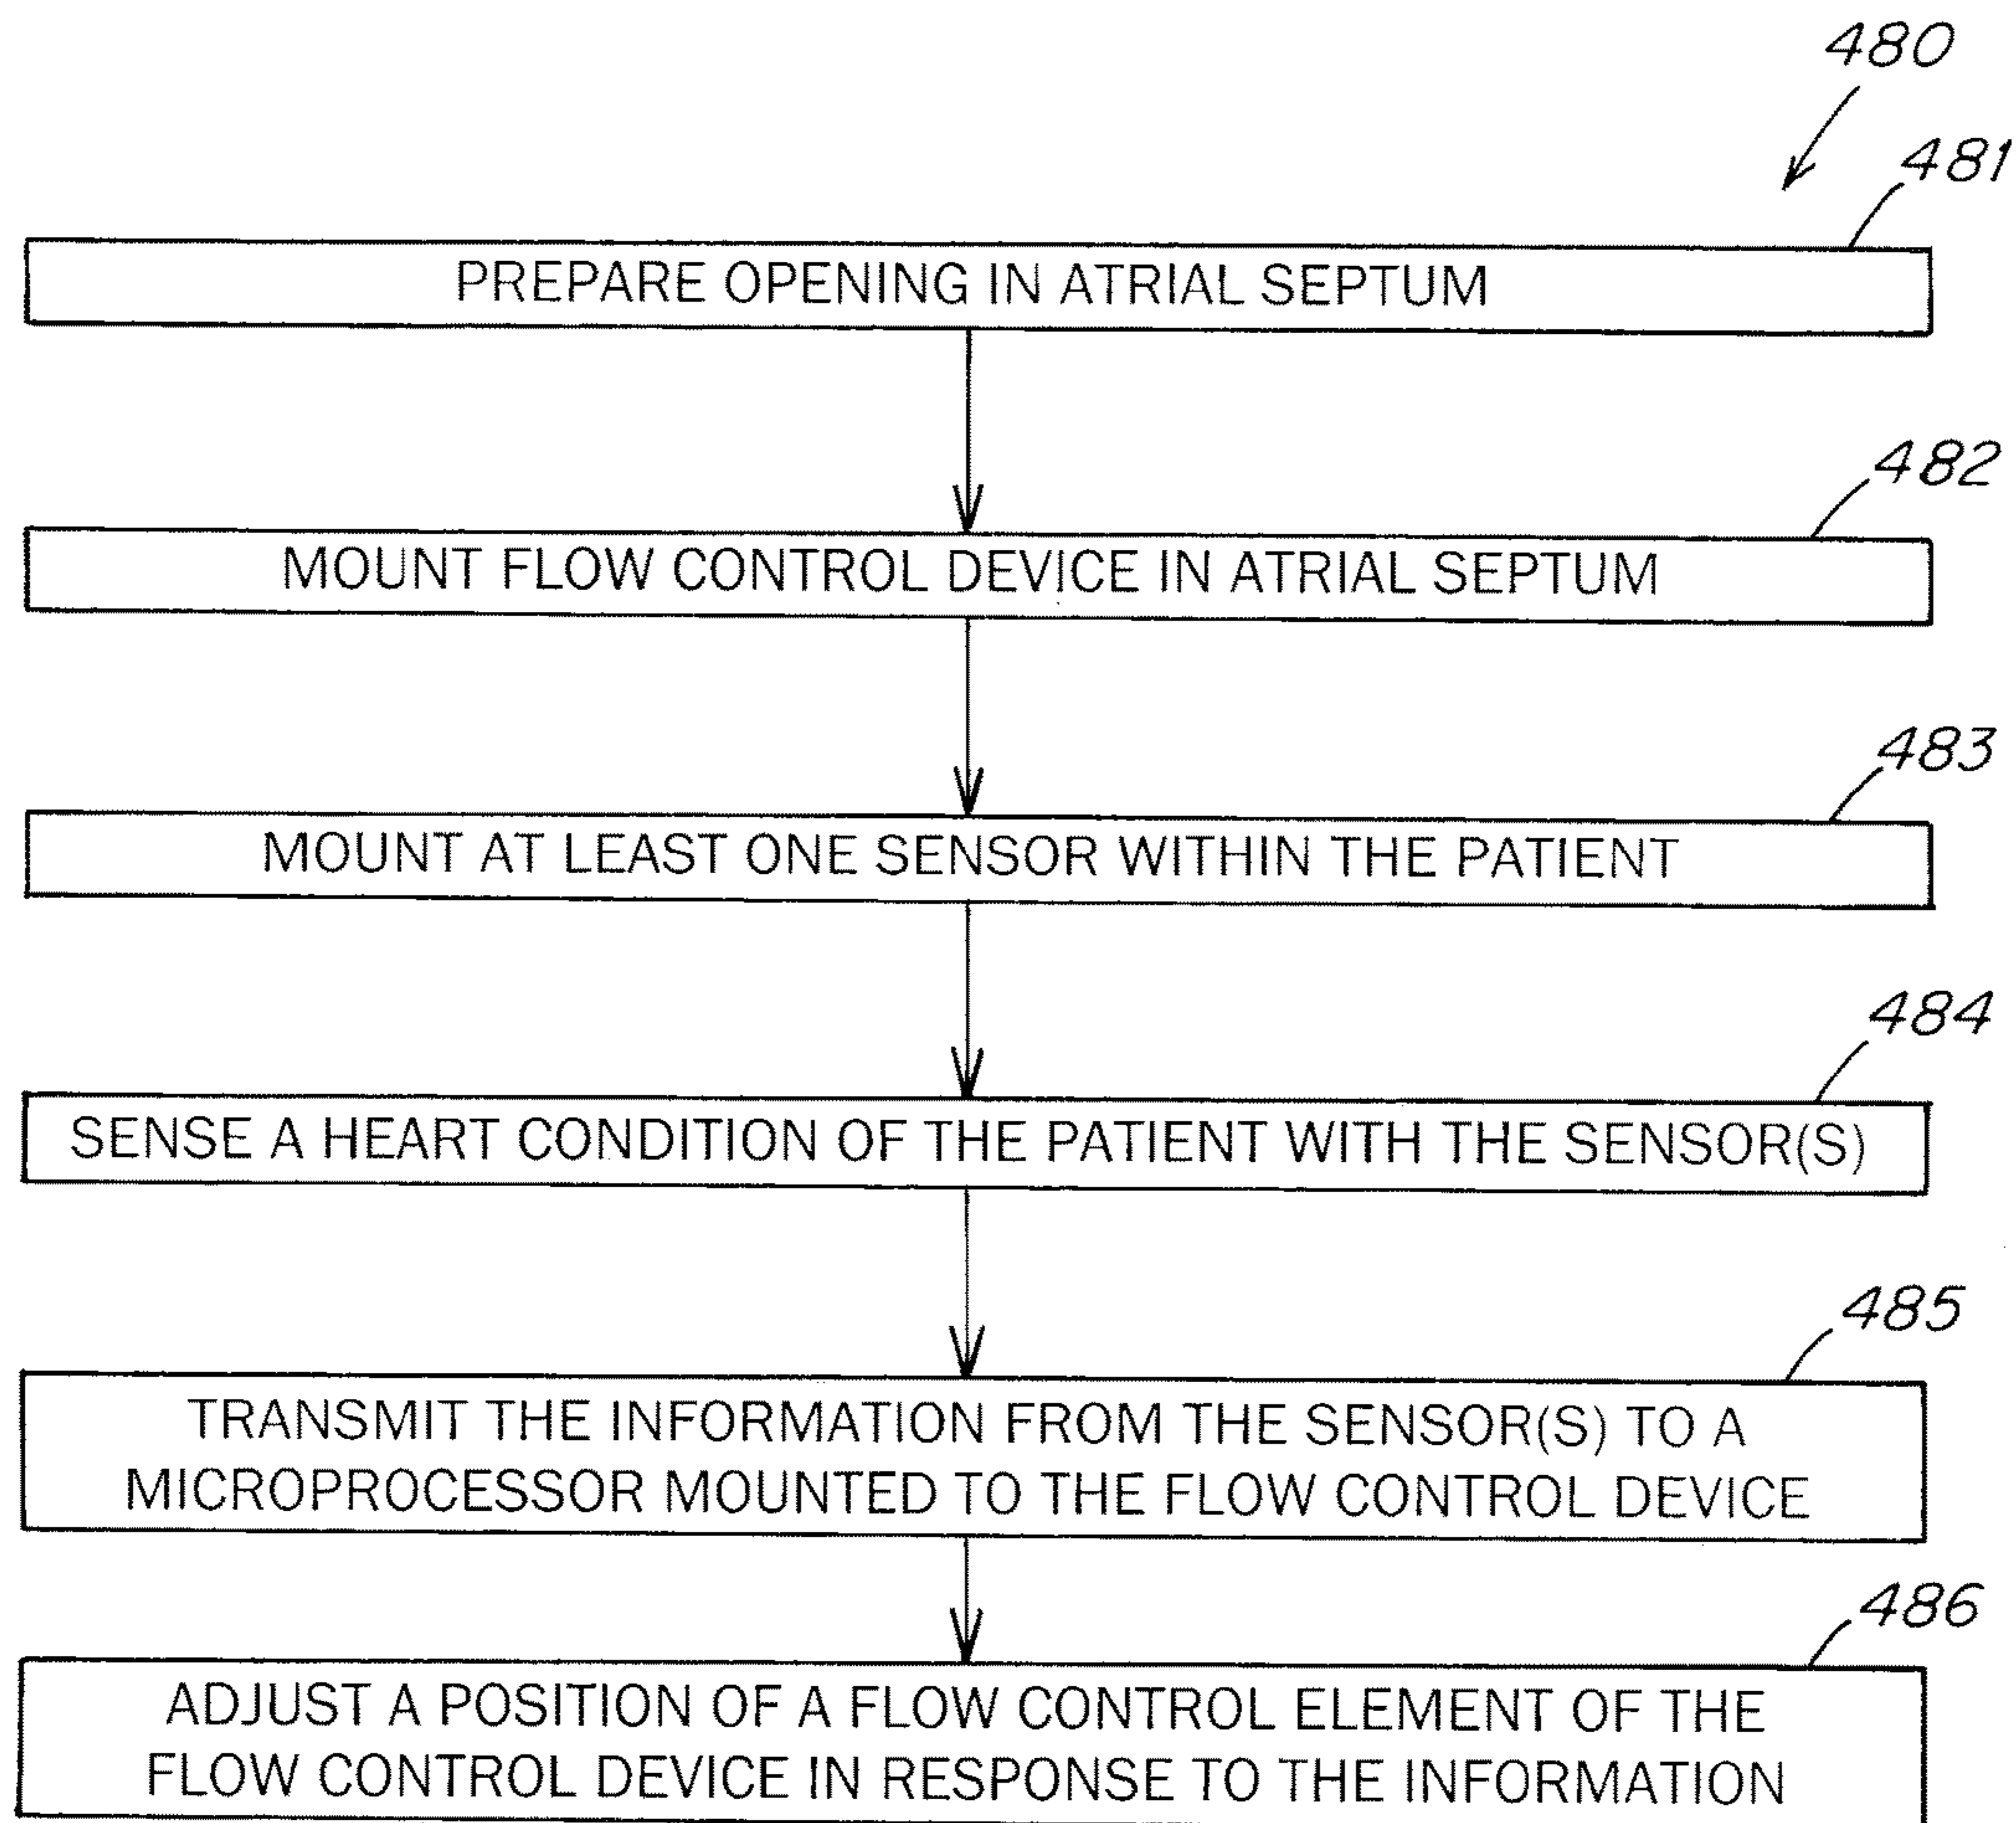 480
481
PREPARE OPENING IN ATRIAL SEPTUM
482
MOUNT FLOW CONTROL DEVICE IN ATRIAL SEPTUM
483
MOUNT AT LEAST ONE SENSOR WITHIN THE PATIENT
484
SENSE A HEART CONDITION OF THE PATIENT WITH THE SENSOR(S)
485
TRANSMIT THE INFORMATION FROM THE SENSOR(S) TO A
MICROPROCESSOR MOUNTED TO THE FLOW CONTROL DEVICE
486
ADJUST A POSITION OF A FLOW CONTROL ELEMENT OF THE
FLOW CONTROL DEVICE IN RESPONSE TO THE INFORMATION